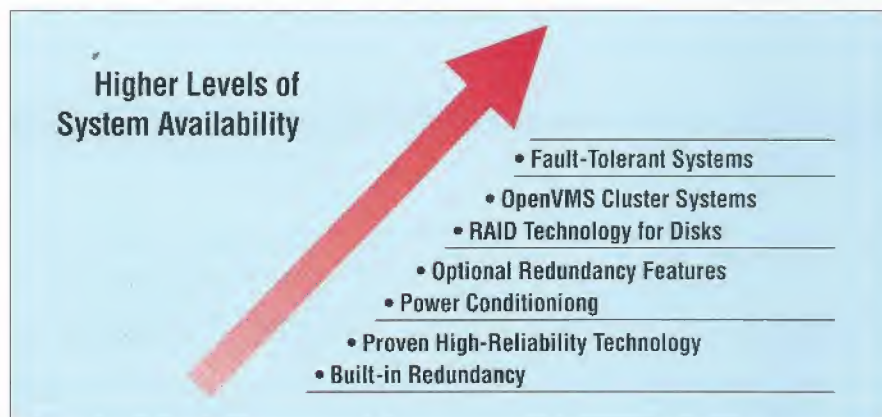 Higher Levels of
System Availability
• Fault-Tolerant Systems
• OpenVMS Cluster Systems
• RAID Technology for Disks
• Optional Redundancy Features
• Power Conditioniong
• Proven High-Reliability Technology
• Built-in Redundancy